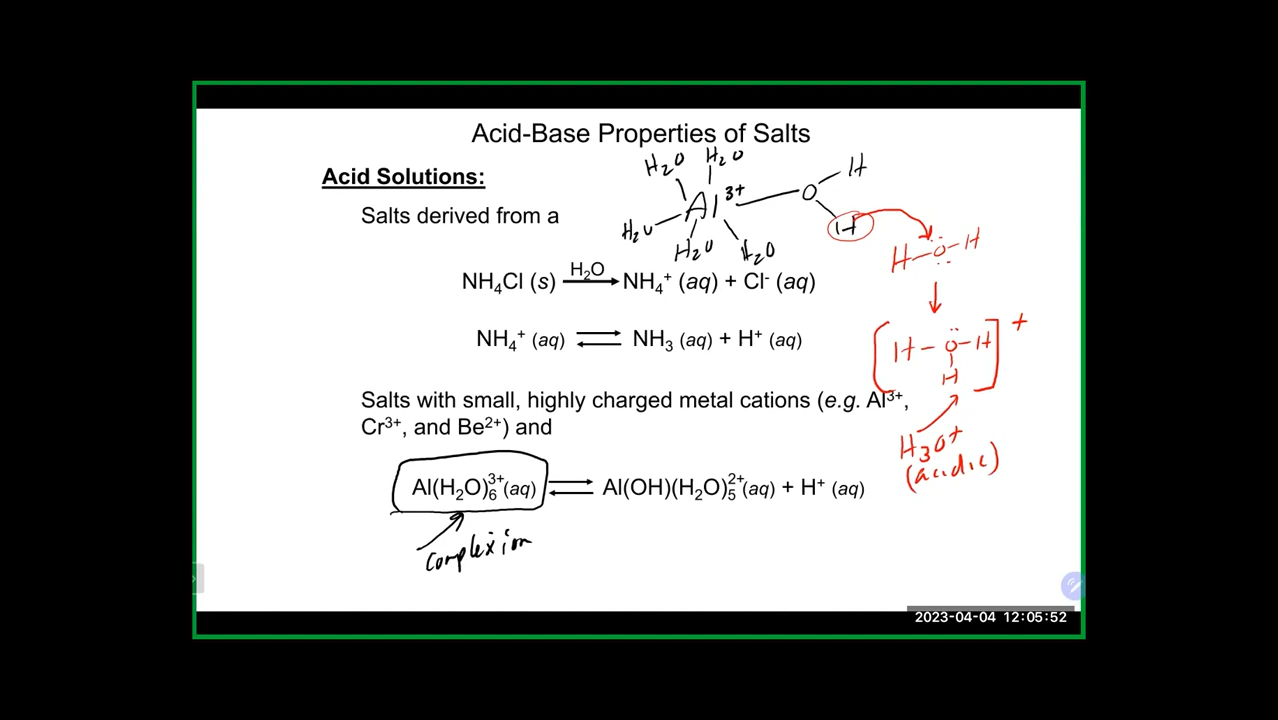 Acid-Base Properties of Salts
H₂O H₂O
Acid Solutions:
Al³⁺ O H
H
Salts derived from a
H₂O
H₂O H₂O
H-O-H
NH₄Cl (s) H₂O → NH₄⁺ (aq) + Cl⁻ (aq)
↓
NH₄⁺ (aq) ⇌ NH₃ (aq) + H⁺ (aq)
[H-O-H]⁺
H
Salts with small, highly charged metal cations (e.g. Al³⁺,
Cr³⁺, and Be²⁺) and
H₃O⁺
(acidic)
Al(H₂O)₆³⁺(aq) ⇌ Al(OH)(H₂O)₅²⁺(aq) + H⁺ (aq)
complex ion
2023-04-04 12:05:52